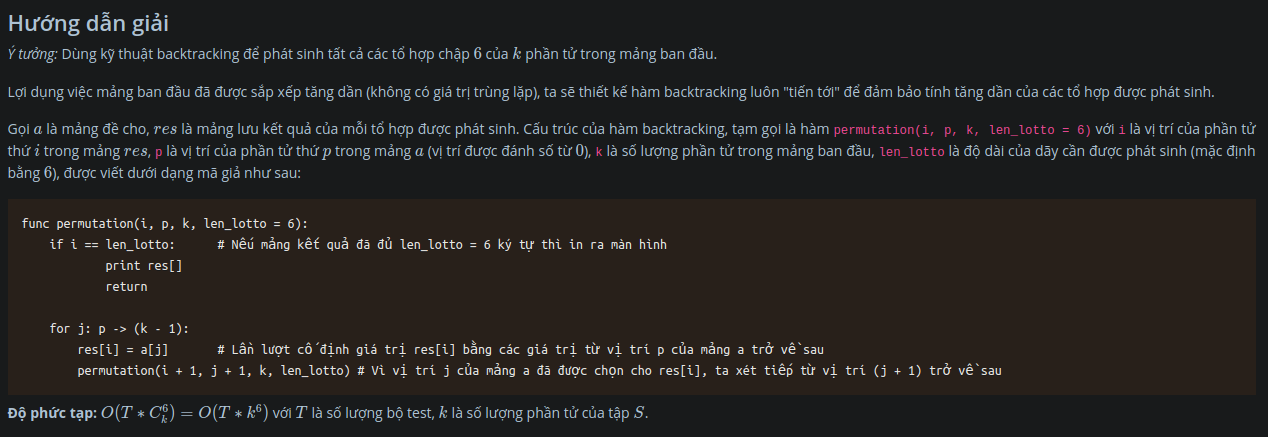 Hướng dẫn giải
Ý tưởng: Dùng kỹ thuật backtracking để phát sinh tất cả các tổ hợp chập 6 của k phần tử trong mảng ban đầu.
Lợi dụng việc mảng ban đầu đã được sắp xếp tăng dần (không có giá trị trùng lặp), ta sẽ thiết kế hàm backtracking luôn "tiến tới" để đảm bảo tính tăng dần của các tổ hợp được phát sinh.
Gọi a là mảng đề cho, res là mảng lưu kết quả của mỗi tổ hợp được phát sinh. Cấu trúc của hàm backtracking, tạm gọi là hàm permutation(i, p, k, len_lotto = 6) với i là vị trí của phần tử
thứ i trong mảng res, p là vị trí của phần tử thứ p trong mảng a (vị trí được đánh số từ 0), k là số lượng phần tử trong mảng ban đầu, len_lotto là độ dài của dãy cần được phát sinh (mặc định
bằng 6), được viết dưới dạng mã giả như sau:
func permutation(i, p, k, len_lotto = 6):
    if i == len_lotto:      # Nếu mảng kết quả đã đủ len_lotto = 6 ký tự thì in ra màn hình
            print res[]
            return
    for j: p -> (k - 1):
        res[i] = a[j]       # Lần lượt cố định giá trị res[i] bằng các giá trị từ vị trí p của mảng a trở về sau
        permutation(i + 1, j + 1, k, len_lotto) # Vì vị trí j của mảng a đã được chọn cho res[i], ta xét tiếp từ vị trí (j + 1) trở về sau
Độ phức tạp: O(T ∗ C_k^6) = O(T ∗ k^6) với T là số lượng bộ test, k là số lượng phần tử của tập S.